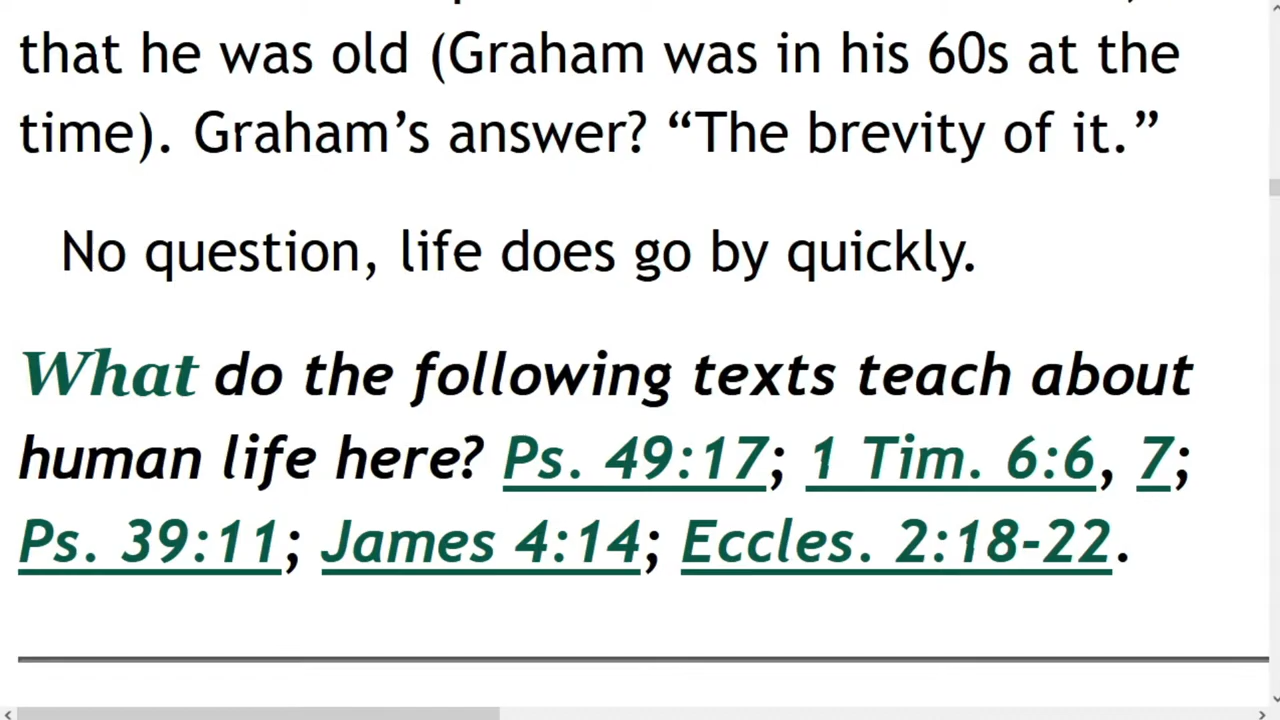 that he was old (Graham was in his 60s at the
time). Graham’s answer? “The brevity of it.”
No question, life does go by quickly.
What do the following texts teach about
human life here? Ps. 49:17; 1 Tim. 6:6, 7;
Ps. 39:11; James 4:14; Eccles. 2:18-22.